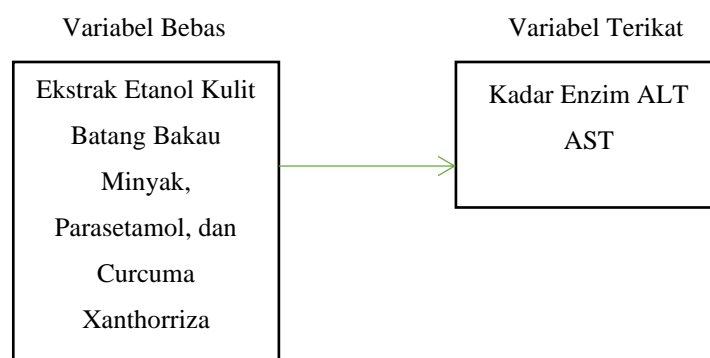 Variabel Bebas
Variabel Terikat
Ekstrak Etanol Kulit
Batang Bakau
Minyak,
Parasetamol, dan
Curcuma
Xanthorriza
Kadar Enzim ALT
AST